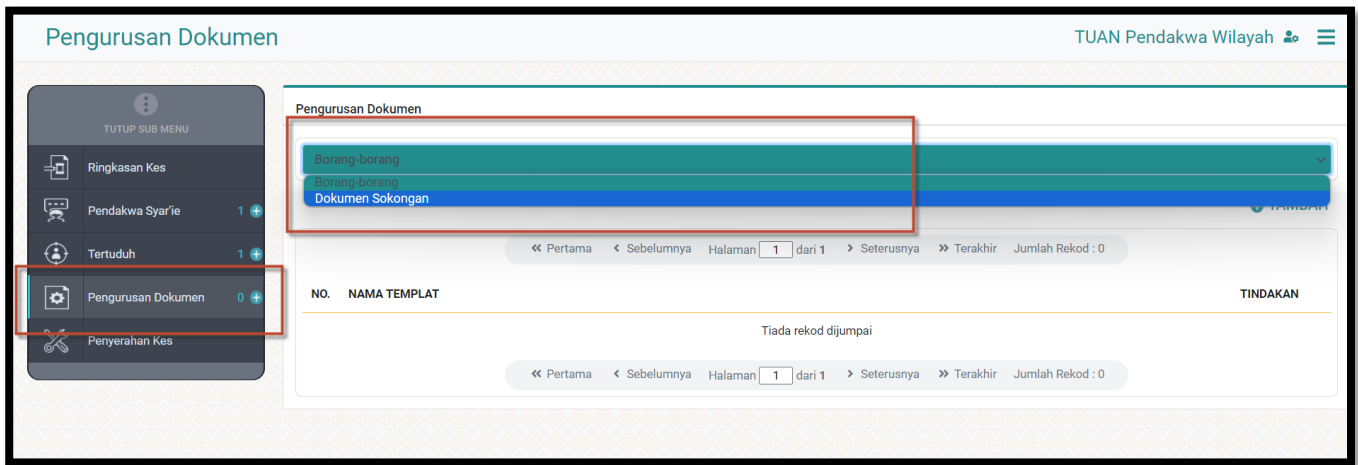 Pengurusan Dokumen
TUAN Pendakwa Wilayah
TUTUP SUB MENU
Ringkasan Kes
Pendakwa Syar'ie 1
Tertuduh 1
Pengurusan Dokumen 0
Penyerahan Kes
Pengurusan Dokumen
Borang-borang
Borang-borang
Dokumen Sokongan
TAMBAH
Pertama Sebelumnya Halaman 1 dari 1 Seterusnya Terakhir Jumlah Rekod : 0
NO. NAMA TEMPLAT TINDAKAN
Tiada rekod dijumpai
Pertama Sebelumnya Halaman 1 dari 1 Seterusnya Terakhir Jumlah Rekod : 0